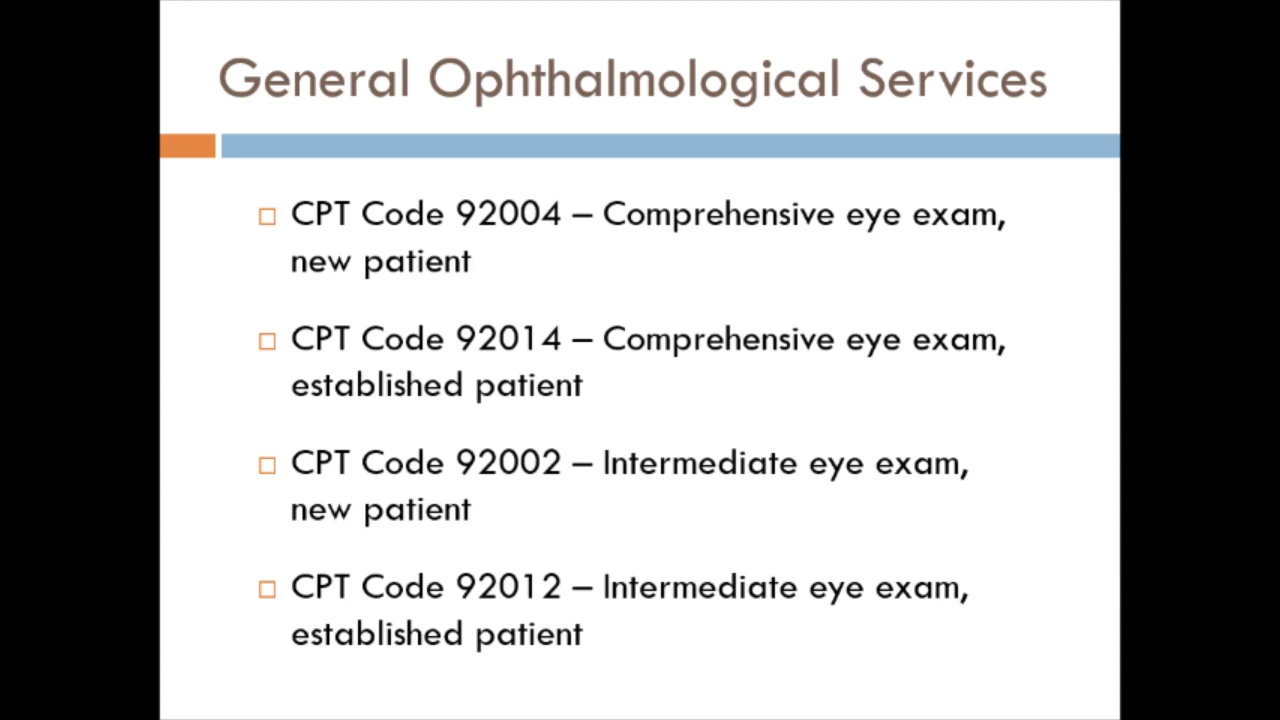 General Ophthalmological Services
CPT Code 92004 – Comprehensive eye exam,
new patient
CPT Code 92014 – Comprehensive eye exam,
established patient
CPT Code 92002 – Intermediate eye exam,
new patient
CPT Code 92012 – Intermediate eye exam,
established patient